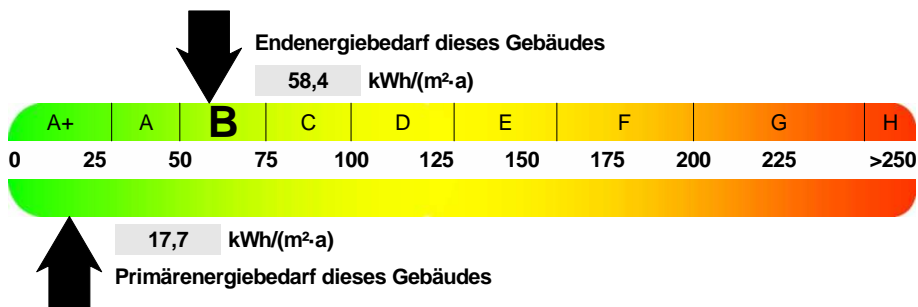 Endenergiebedarf dieses Gebäudes
58,4 kWh/(m²·a)
A+ A B C D E F G H
0 25 50 75 100 125 150 175 200 225 >250
17,7 kWh/(m²·a)
Primärenergiebedarf dieses Gebäudes